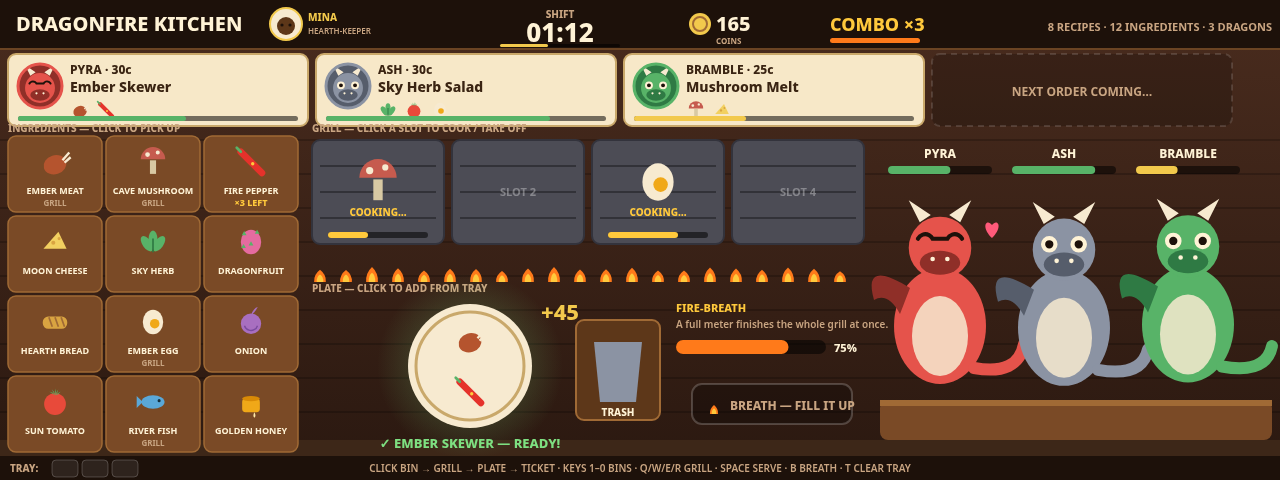 DRAGONFIRE KITCHEN
MINA
HEARTH-KEEPER
SHIFT
01:12
165
COINS
COMBO ×3
8 RECIPES · 12 INGREDIENTS · 3 DRAGONS
PYRA · 30c
Ember Skewer
ASH · 30c
Sky Herb Salad
BRAMBLE · 25c
Mushroom Melt
NEXT ORDER COMING...
INGREDIENTS — CLICK TO PICK UP
GRILL — CLICK A SLOT TO COOK / TAKE OFF
EMBER MEAT
GRILL
CAVE MUSHROOM
GRILL
FIRE PEPPER
×3 LEFT
MOON CHEESE
SKY HERB
DRAGONFRUIT
HEARTH BREAD
EMBER EGG
GRILL
ONION
SUN TOMATO
RIVER FISH
GRILL
GOLDEN HONEY
COOKING...
SLOT 2
COOKING...
SLOT 4
PYRA
ASH
BRAMBLE
PLATE — CLICK TO ADD FROM TRAY
+45
TRASH
✓ EMBER SKEWER — READY!
FIRE-BREATH
A full meter finishes the whole grill at once.
75%
BREATH — FILL IT UP
TRAY:
CLICK BIN → GRILL → PLATE → TICKET · KEYS 1–0 BINS · Q/W/E/R GRILL · SPACE SERVE · B BREATH · T CLEAR TRAY